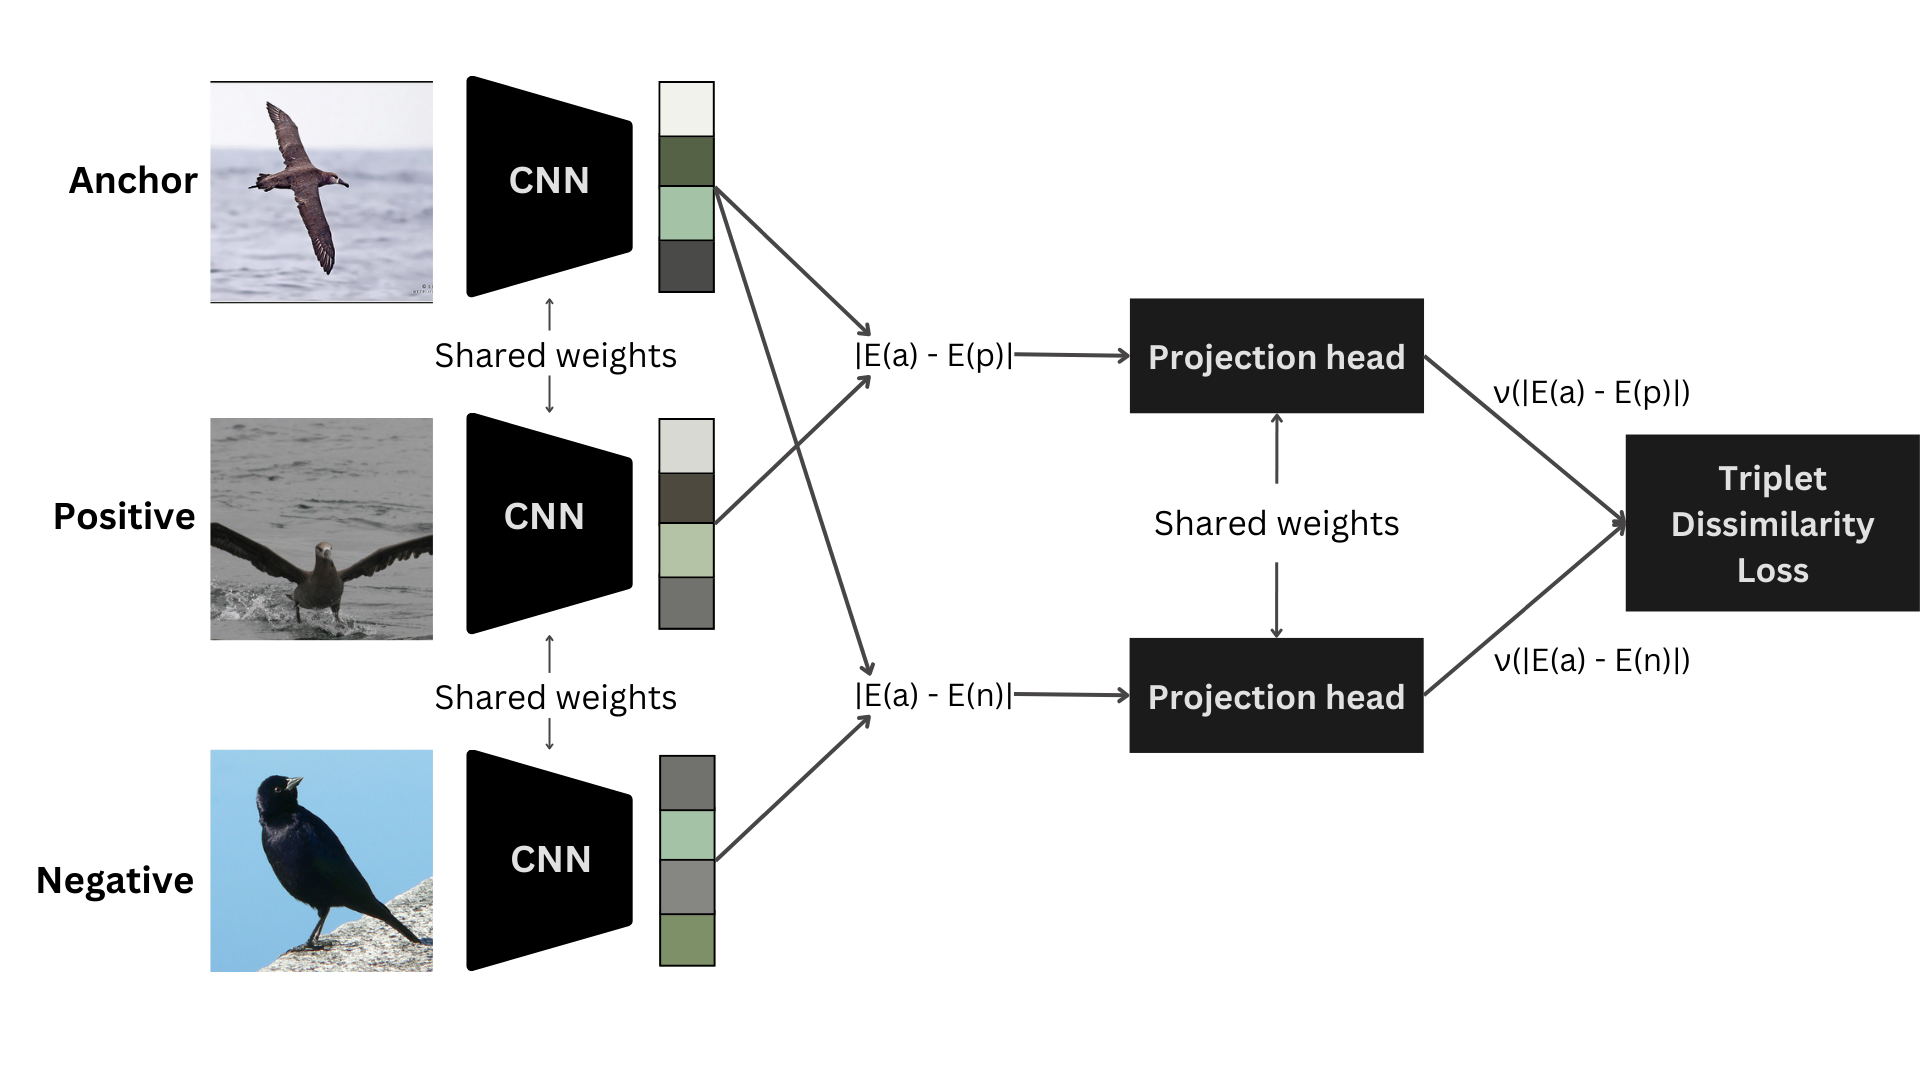 Anchor
CNN
Shared weights
|E(a) - E(p)|
Projection head
ν(|E(a) - E(p)|)
Positive
CNN
Shared weights
Triplet
Dissimilarity
Loss
Shared weights
|E(a) - E(n)|
Projection head
ν(|E(a) - E(n)|)
Negative
CNN